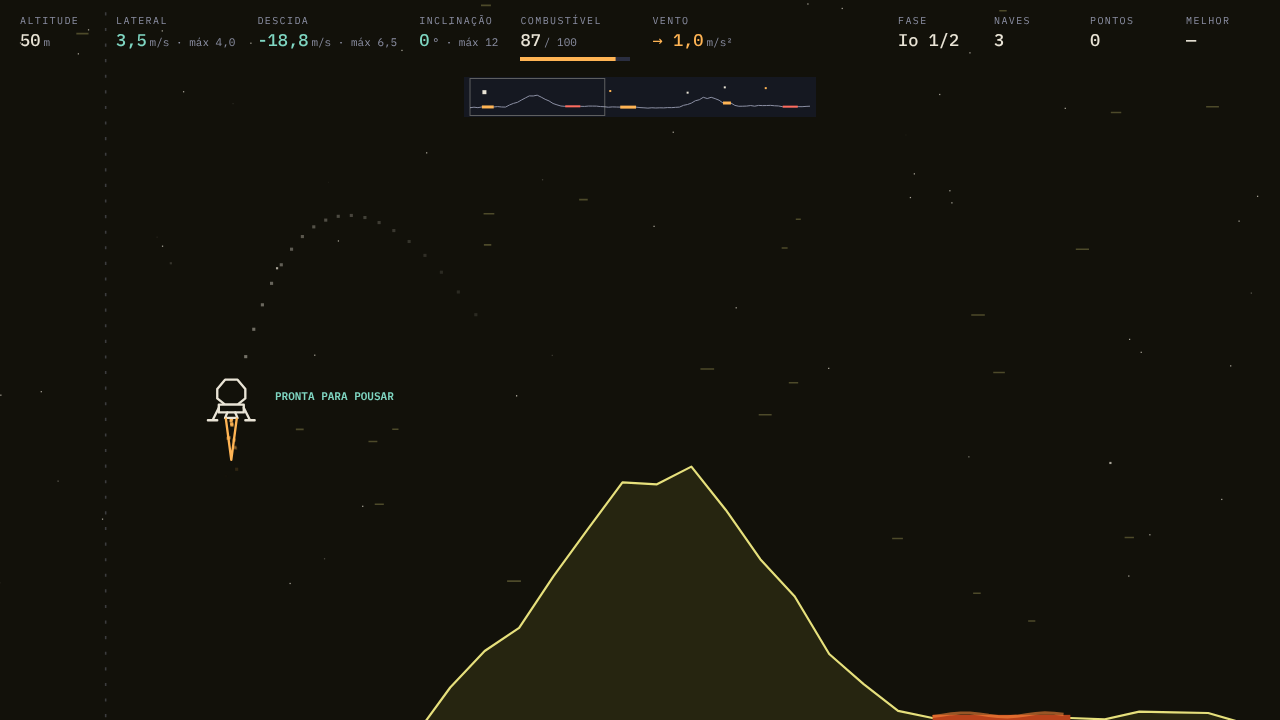 ALTITUDE LATERAL DESCIDA INCLINAÇÃO COMBUSTÍVEL VENTO FASE NAVES PONTOS MELHOR
50 m 3,5 m/s · máx 4,0 · -18,8 m/s · máx 6,5 0° · máx 12 87 / 100 → 1,0 m/s² Io 1/2 3 0 —
PRONTA PARA POUSAR